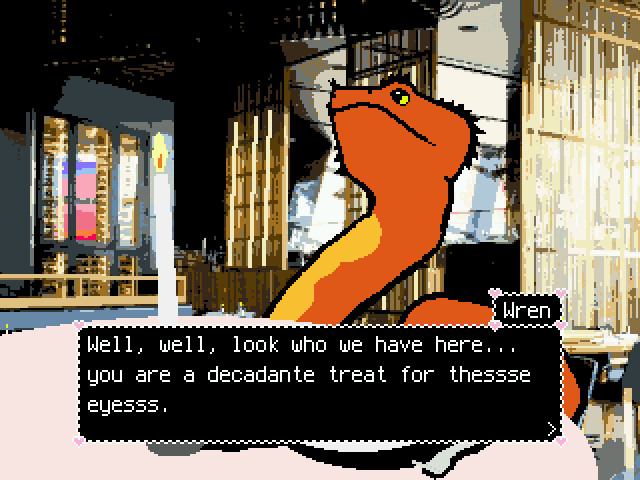 Wren
Well, well, look who we have here...
you are a decadante treat for thessse
eyesss.